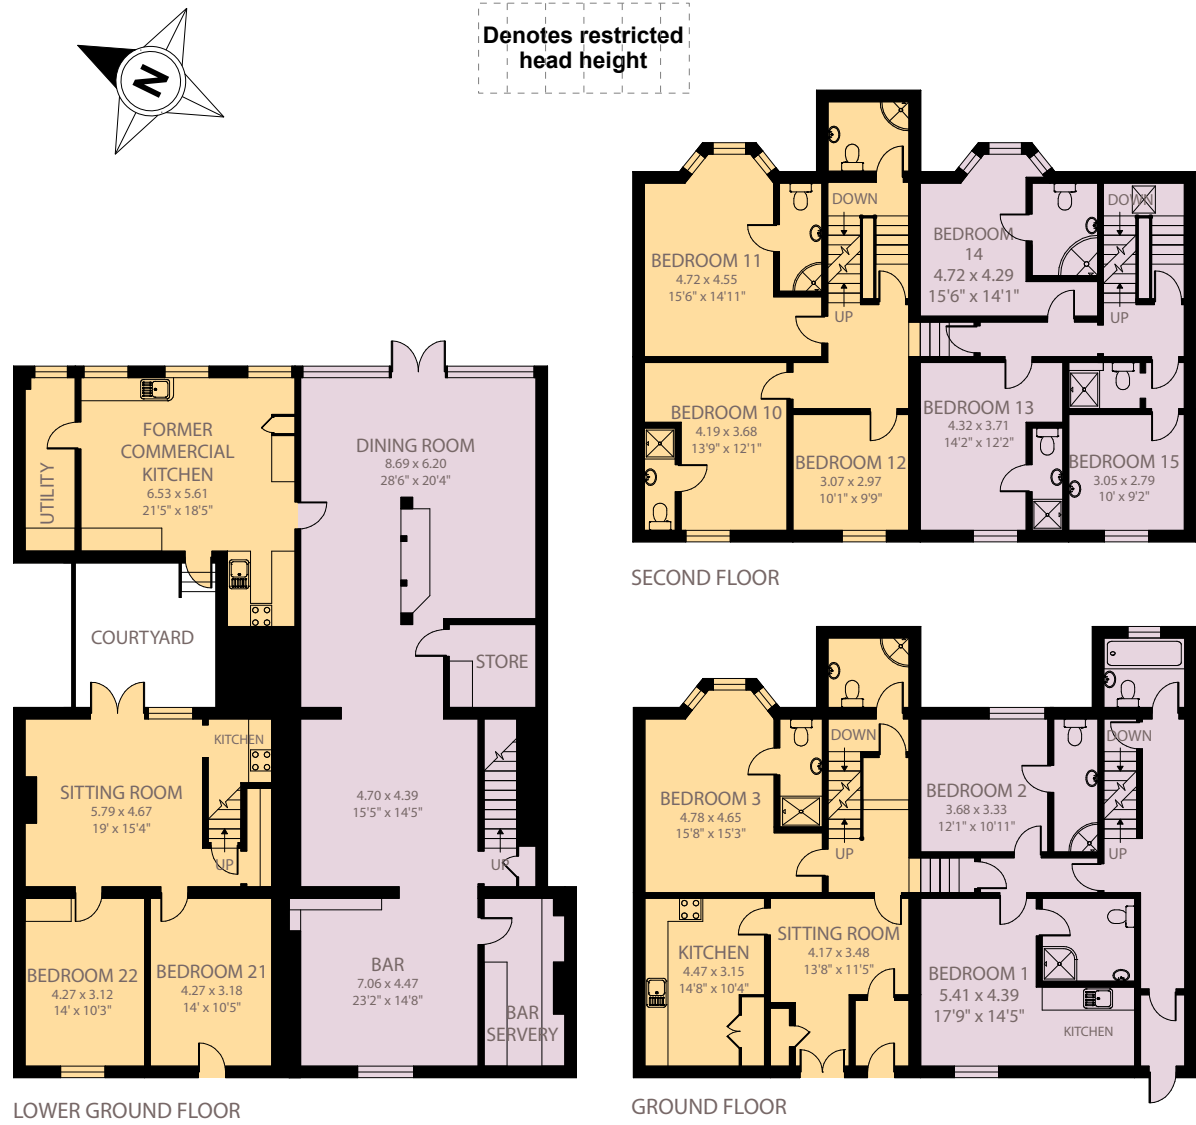 N
Denotes restricted
head height
DOWN
UP
BEDROOM 11
4.72 x 4.55
15'6" x 14'11"
BEDROOM
14
4.72 x 4.29
15'6" x 14'1"
DOWN
UP
BEDROOM 10
4.19 x 3.68
13'9" x 12'1"
BEDROOM 12
3.07 x 2.97
10'1" x 9'9"
BEDROOM 13
4.32 x 3.71
14'2" x 12'2"
BEDROOM 15
3.05 x 2.79
10' x 9'2"
SECOND FLOOR
UTILITY
FORMER
COMMERCIAL
KITCHEN
6.53 x 5.61
21'5" x 18'5"
DINING ROOM
8.69 x 6.20
28'6" x 20'4"
COURTYARD
STORE
KITCHEN
SITTING ROOM
5.79 x 4.67
19' x 15'4"
UP
4.70 x 4.39
15'5" x 14'5"
UP
BEDROOM 22
4.27 x 3.12
14' x 10'3"
BEDROOM 21
4.27 x 3.18
14' x 10'5"
BAR
7.06 x 4.47
23'2" x 14'8"
BAR
SERVERY
LOWER GROUND FLOOR
DOWN
UP
BEDROOM 3
4.78 x 4.65
15'8" x 15'3"
BEDROOM 2
3.68 x 3.33
12'1" x 10'11"
DOWN
UP
KITCHEN
4.47 x 3.15
14'8" x 10'4"
SITTING ROOM
4.17 x 3.48
13'8" x 11'5"
BEDROOM 1
5.41 x 4.39
17'9" x 14'5"
KITCHEN
GROUND FLOOR